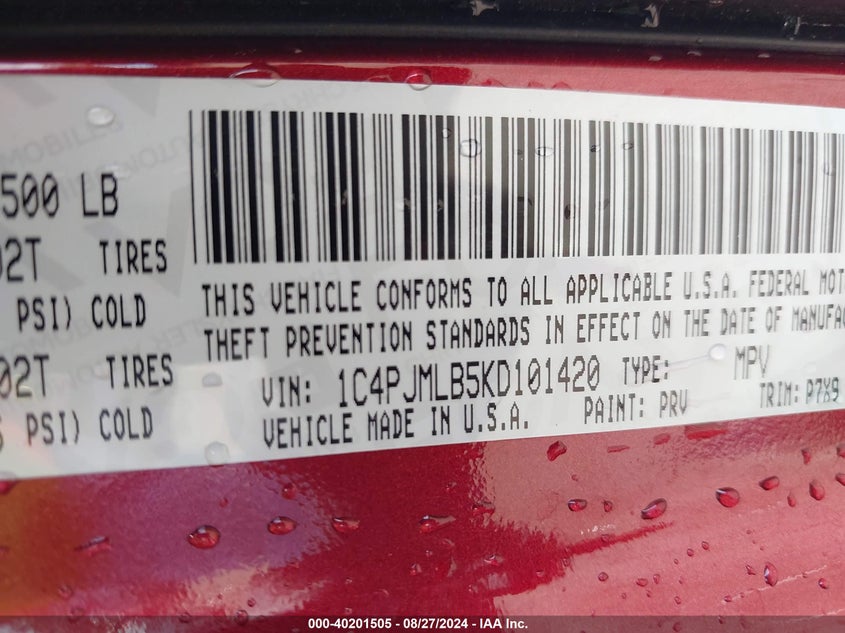 500 LB
02T TIRES
PSI) COLD
02T TIRES
PSI) COLD
THIS VEHICLE CONFORMS TO ALL APPLICABLE U.S.A. FEDERAL MOT
THEFT PREVENTION STANDARDS IN EFFECT ON THE DATE OF MANUFAC
VIN: 1C4PJMLB5KD101420 TYPE: MPV
VEHICLE MADE IN U.S.A. PAINT: PRV TRIM: P7X9
000-40201505 - 08/27/2024 - IAA Inc.